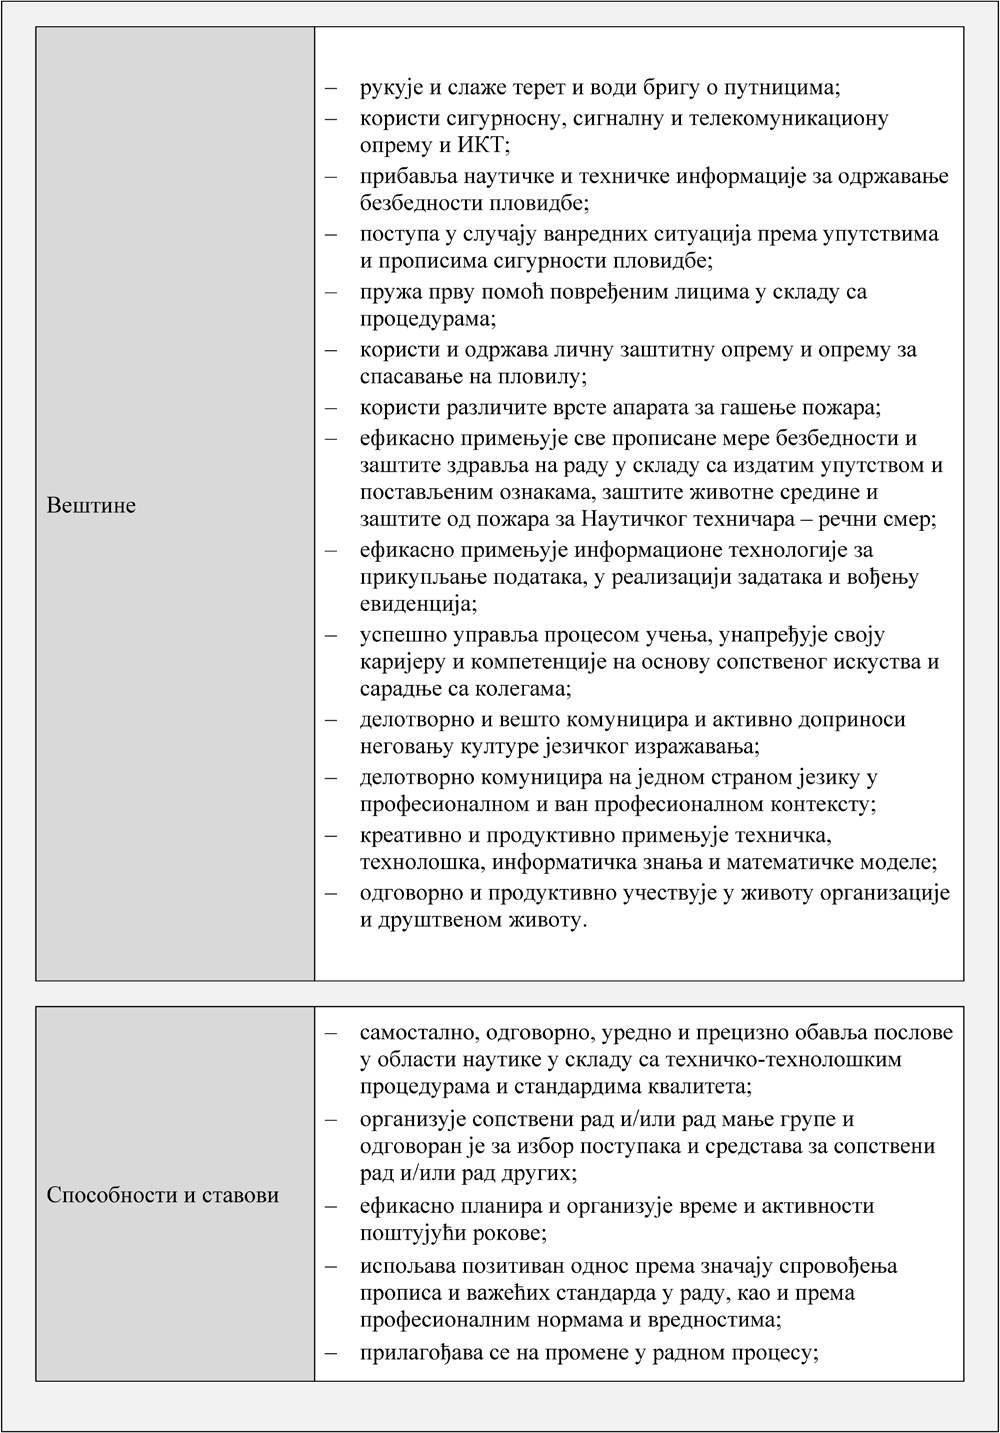 – рукује и слаже терет и води бригу о путницима;
– користи сигурносну, сигналну и телекомуникациону
опрему и ИКТ;
– прибавља наутичке и техничке информације за одржавање
безбедности пловидбе;
– поступа у случају ванредних ситуација према упутствима
и прописима сигурности пловидбе;
– пружа прву помоћ повређеним лицима у складу са
процедурама;
– користи и одржава личну заштитну опрему и опрему за
спасавање на пловилу;
– користи различите врсте апарата за гашење пожара;
– ефикасно примењује све прописане мере безбедности и
заштите здравља на раду у складу са издатим упутством и
постављеним ознакама, заштите животне средине и
Вештине
заштите од пожара за Наутичког техничара – речни смер;
– ефикасно примењује информационе технологије за
прикупљање података, у реализацији задатака и вођењу
евиденција;
– успешно управља процесом учења, унапређује своју
каријеру и компетенције на основу сопственог искуства и
сарадње са колегама;
– делотворно и вешто комуницира и активно доприноси
неговању културе језичког изражавања;
– делотворно комуницира на једном страном језику у
професионалном и ван професионалном контексту;
– креативно и продуктивно примењује техничка,
технолошка, информатичка знања и математичке моделе;
– одговорно и продуктивно учествује у животу организације
и друштвеном животу.
– самостално, одговорно, уредно и прецизно обавља послове
у области наутике у складу са техничко-технолошким
процедурама и стандардима квалитета;
– организује сопствени рад и/или рад мање групе и
одговоран је за избор поступака и средстава за сопствени
рад и/или рад других;
Способности и ставови
– ефикасно планира и организује време и активности
поштујући рокове;
– испољава позитиван однос према значају спровођења
прописа и важећих стандарда у раду, као и према
професионалним нормама и вредностима;
– прилагођава се на промене у радном процесу;